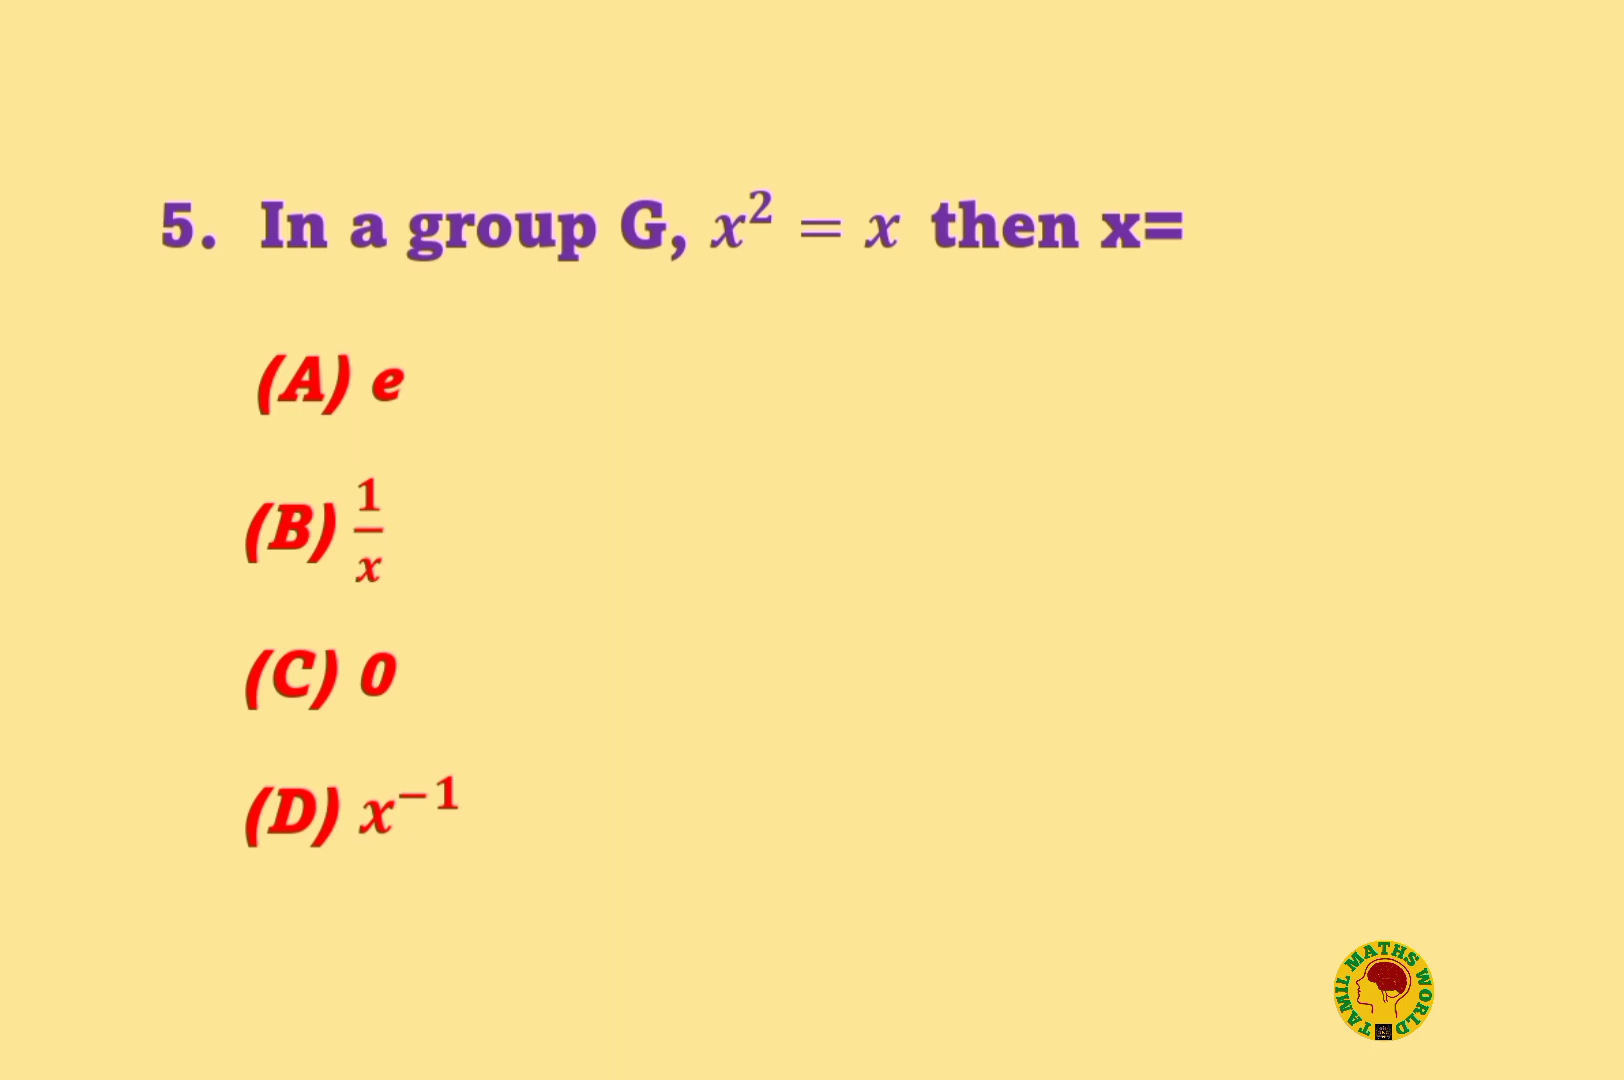 5. In a group G, x² = x then x=
(A) e
(B) 1/x
(C) 0
(D) x⁻¹
TAMIL MATHS WORLD